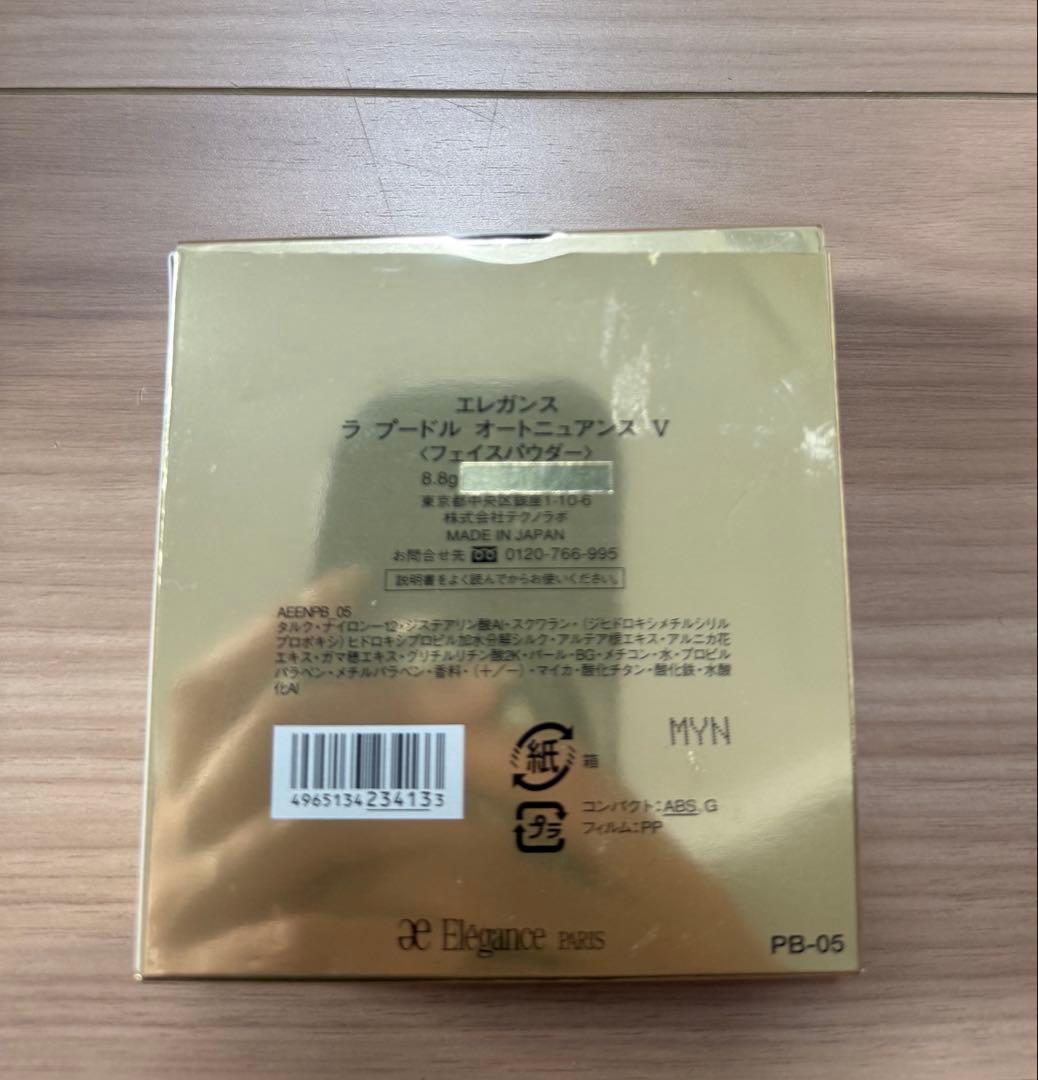 エレガンス
ラ プードル オートニュアンス V
〈フェイスパウダー〉
8.8g
東京都中央区銀座1-10-6
株式会社テクノラボ
MADE IN JAPAN
お問合せ先 0120-766-995
説明書をよく読んでからお使いください。
AEENPB_05
タルク・ナイロン-12・ジステアリン酸Al・スクワラン・(ジヒドロキシメチルシリル
プロポキシ)ヒドロキシプロピル加水分解シルク・アルテア根エキス・アルニカ花
エキス・ガマ穂エキス・グリチルリチン酸2K・パール・BG・メチコン・水・プロピル
パラベン・メチルパラベン・香料・(+/-)・マイカ・酸化チタン・酸化鉄・水酸
化Al
MYN
4965134234133
紙 箱
プラ コンパクト:ABS G
フィルム:PP
æ Elégance PARIS
PB-05